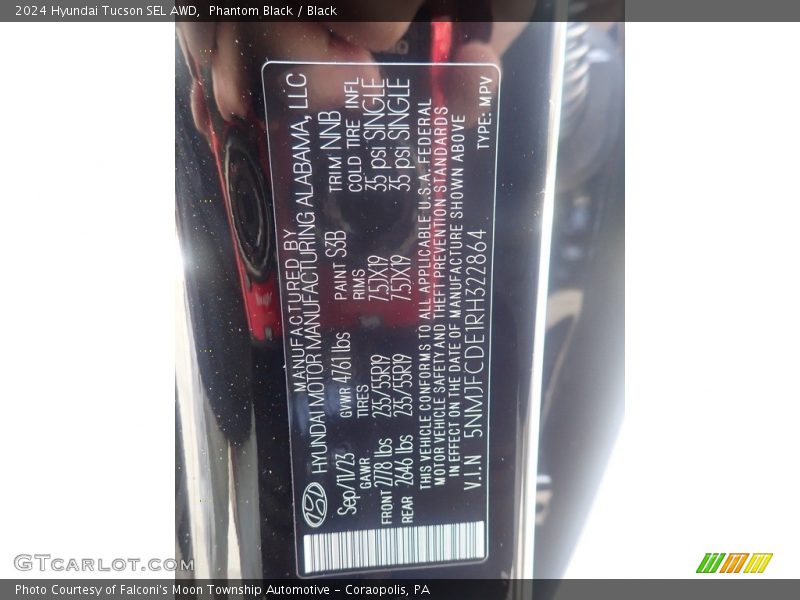 2024 Hyundai Tucson SEL AWD, Phantom Black / Black
MANUFACTURED BY
HYUNDAI MOTOR MANUFACTURING ALABAMA, LLC
Sep/11/23 GVWR 4761 lbs PAINT S3B TRIM NNB
GAWR TIRES RIMS COLD TIRE INFL
FRONT 2778 lbs 235/55R19 7.5JX19 35 psi SINGLE
REAR 2646 lbs 235/55R19 7.5JX19 35 psi SINGLE
THIS VEHICLE CONFORMS TO ALL APPLICABLE U.S.A. FEDERAL
MOTOR VEHICLE SAFETY AND THEFT PREVENTION STANDARDS
IN EFFECT ON THE DATE OF MANUFACTURE SHOWN ABOVE
V.I.N 5NMJFCDE1RH322864 TYPE: MPV
GTcarlot.com
Photo Courtesy of Falconi's Moon Township Automotive - Coraopolis, PA